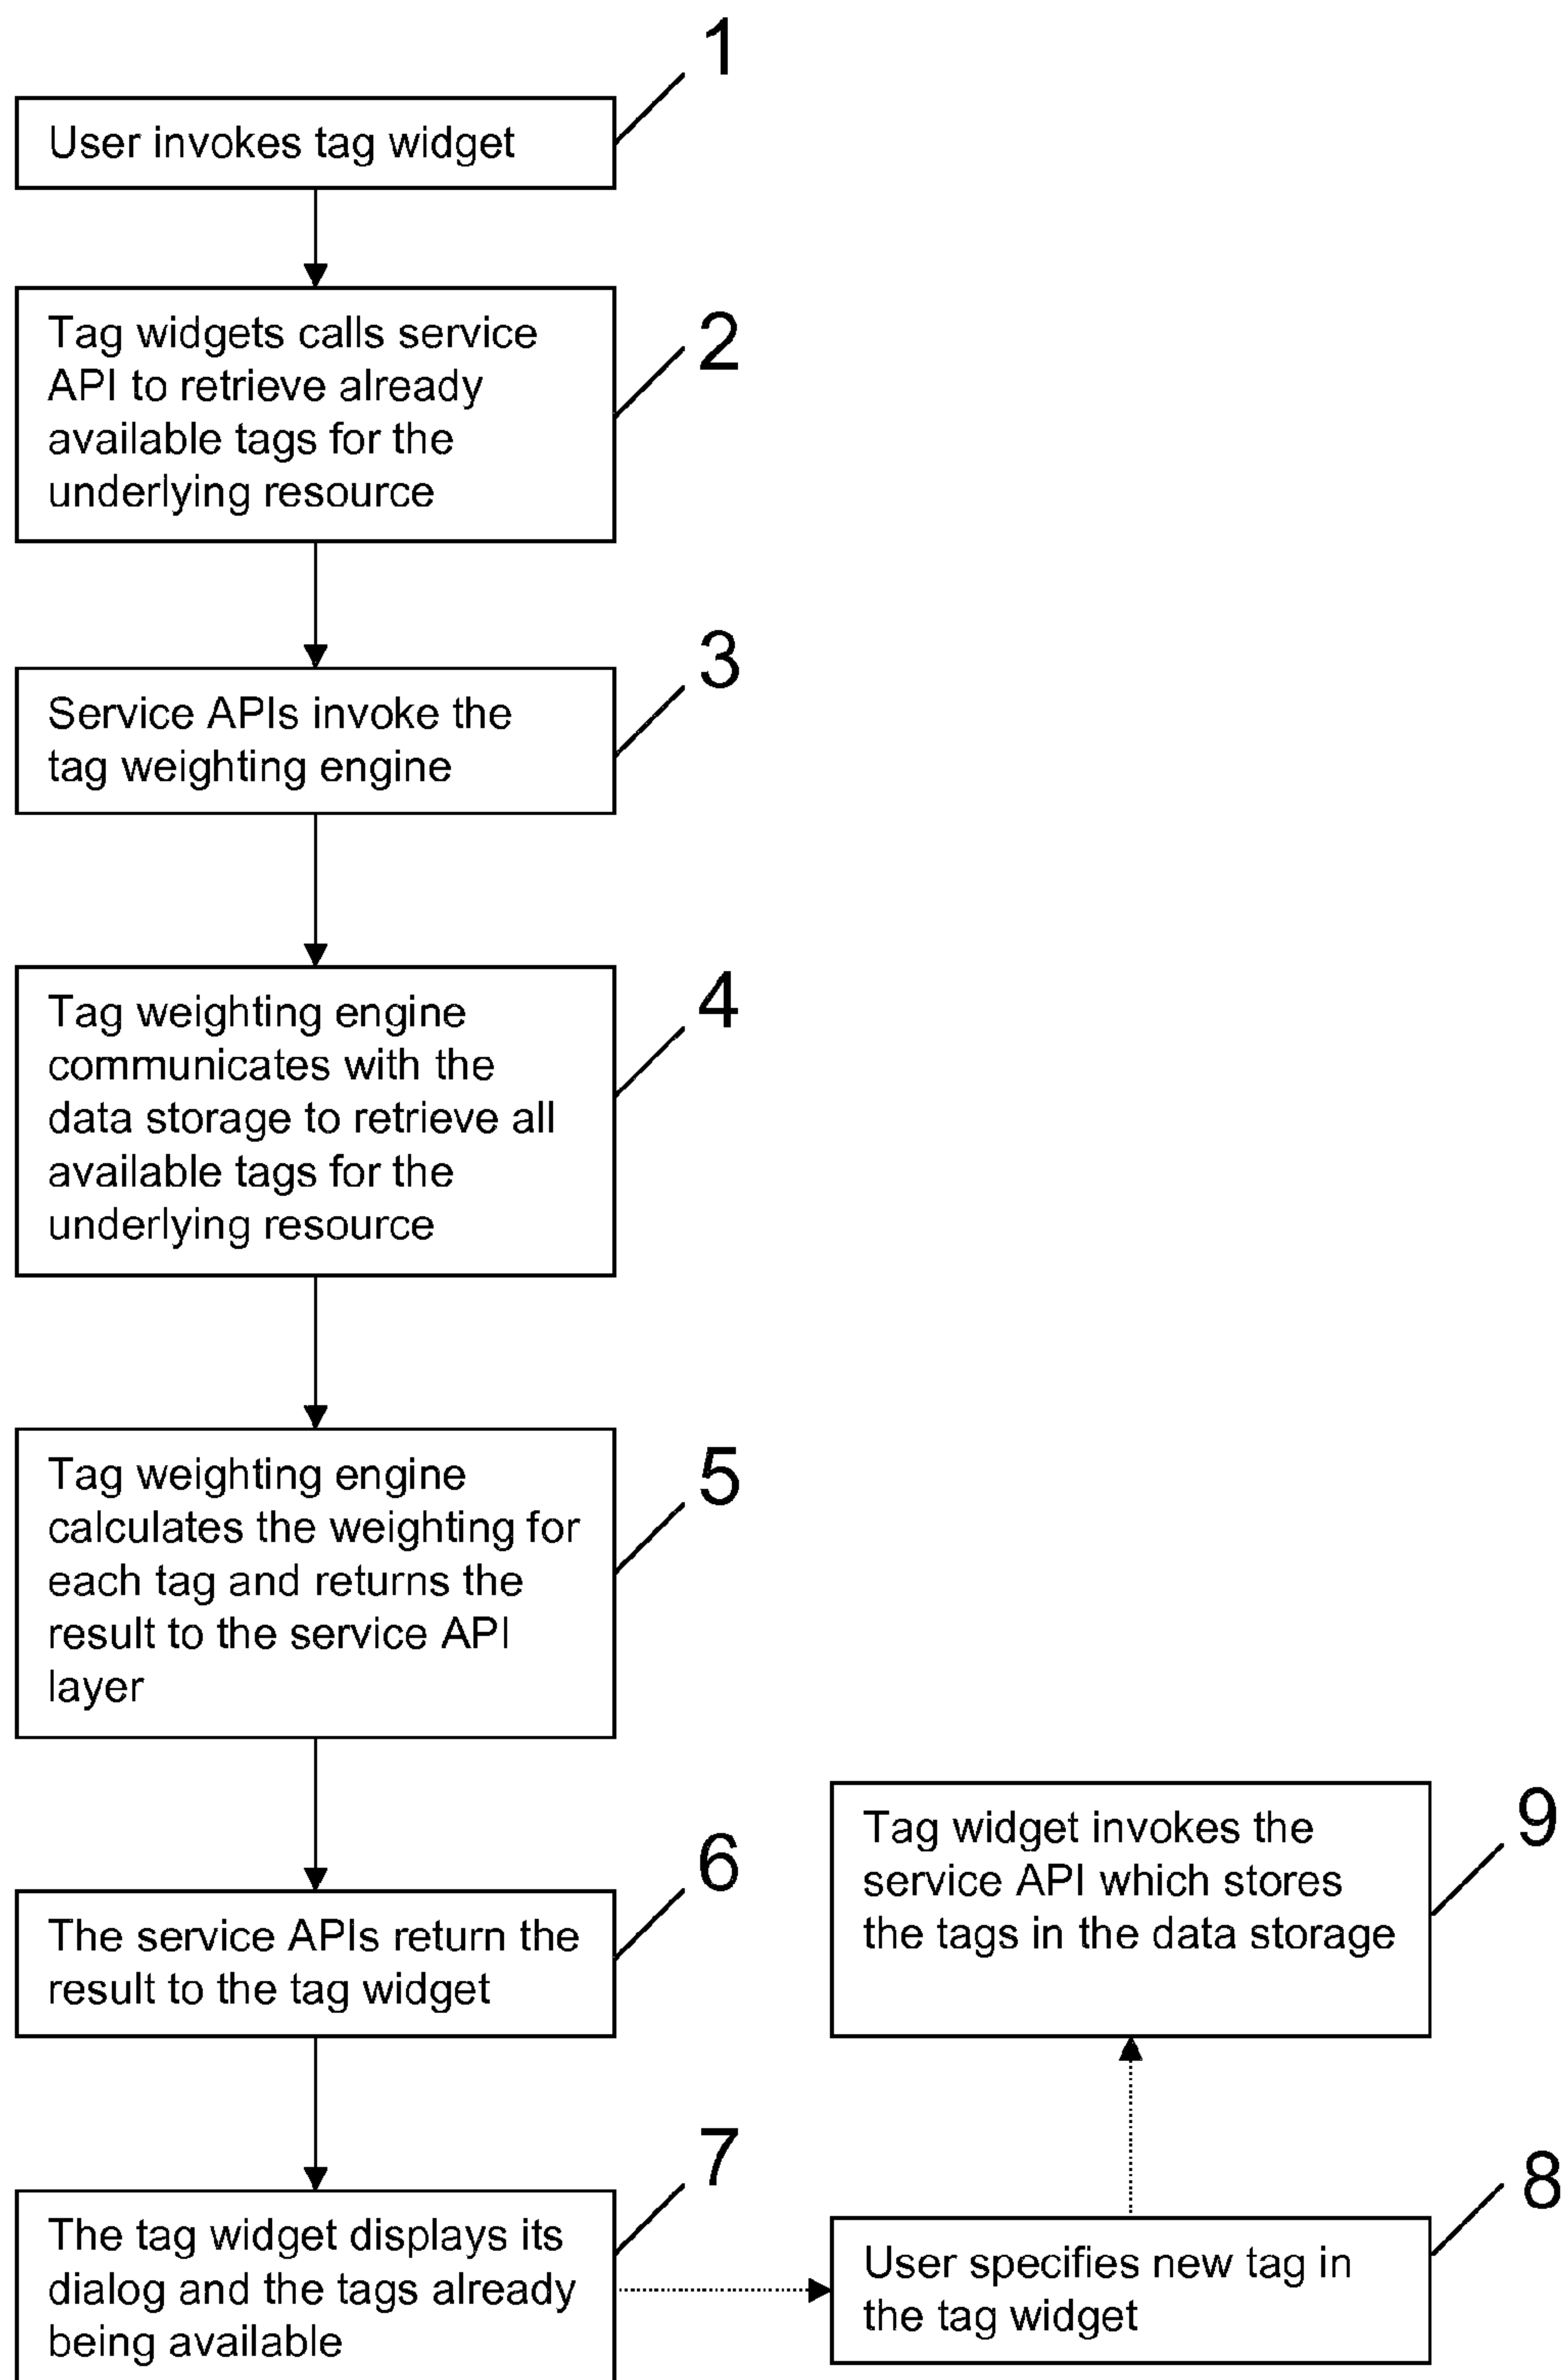 1
User invokes tag widget
2
Tag widgets calls service
API to retrieve already
available tags for the
underlying resource
3
Service APIs invoke the
tag weighting engine
4
Tag weighting engine
communicates with the
data storage to retrieve all
available tags for the
underlying resource
5
Tag weighting engine
calculates the weighting for
each tag and returns the
result to the service API
layer
6
The service APIs return the
result to the tag widget
7
The tag widget displays its
dialog and the tags already
being available
8
User specifies new tag in
the tag widget
9
Tag widget invokes the
service API which stores
the tags in the data storage